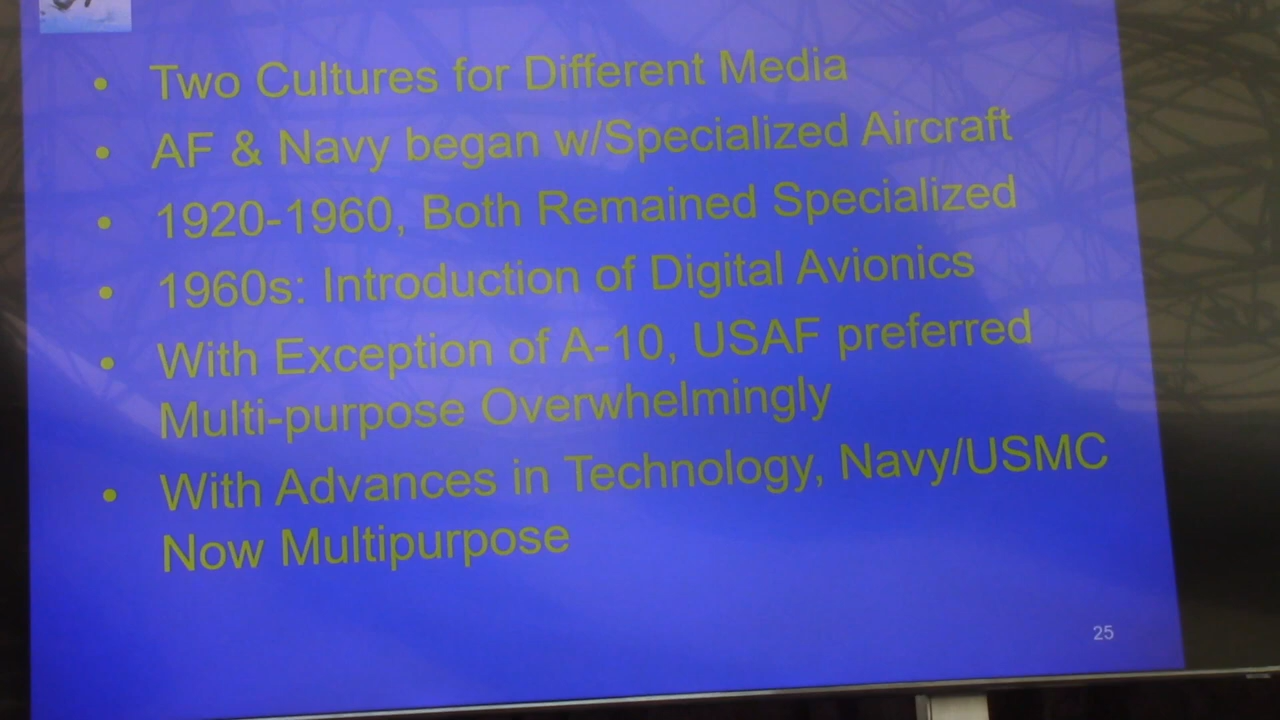 • Two Cultures for Different Media
• AF & Navy began w/Specialized Aircraft
• 1920-1960, Both Remained Specialized
• 1960s: Introduction of Digital Avionics
• With Exception of A-10, USAF preferred
Multi-purpose Overwhelmingly
• With Advances in Technology, Navy/USMC
Now Multipurpose
25